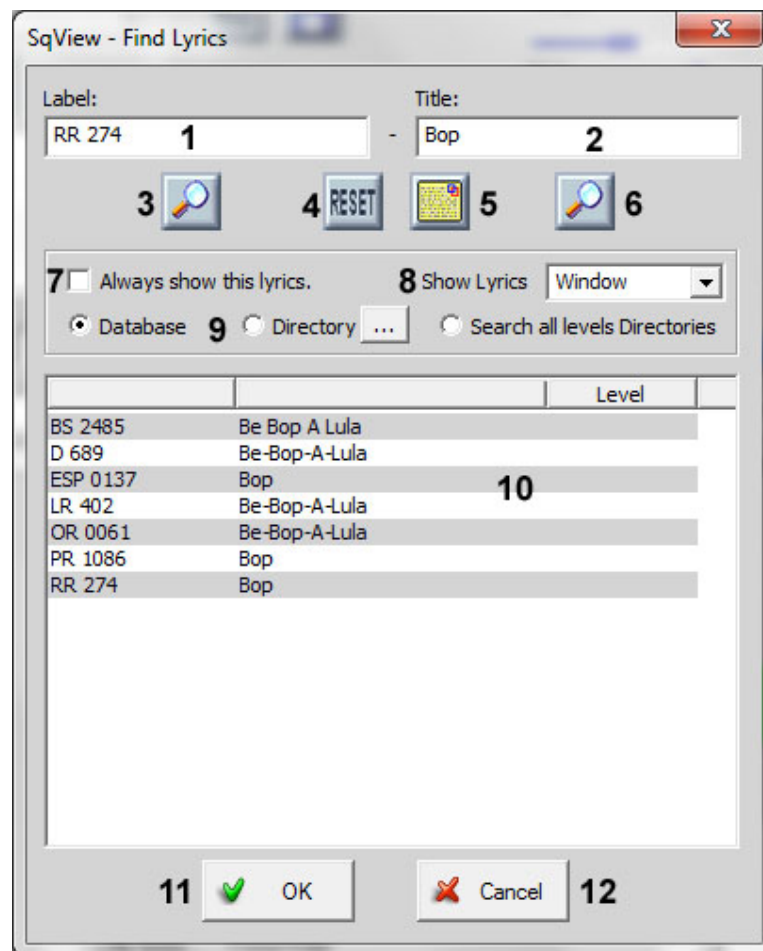 SqView - Find Lyrics
Label: Title:
RR 274 1 - Bop 2
3 4 RESET 5 6
7 Always show this lyrics. 8 Show Lyrics Window
Database 9 Directory ... Search all levels Directories
Level
BS 2485 Be Bop A Lula
D 689 Be-Bop-A-Lula
ESP 0137 Bop 10
LR 402 Be-Bop-A-Lula
OR 0061 Be-Bop-A-Lula
PR 1086 Bop
RR 274 Bop
11 OK Cancel 12